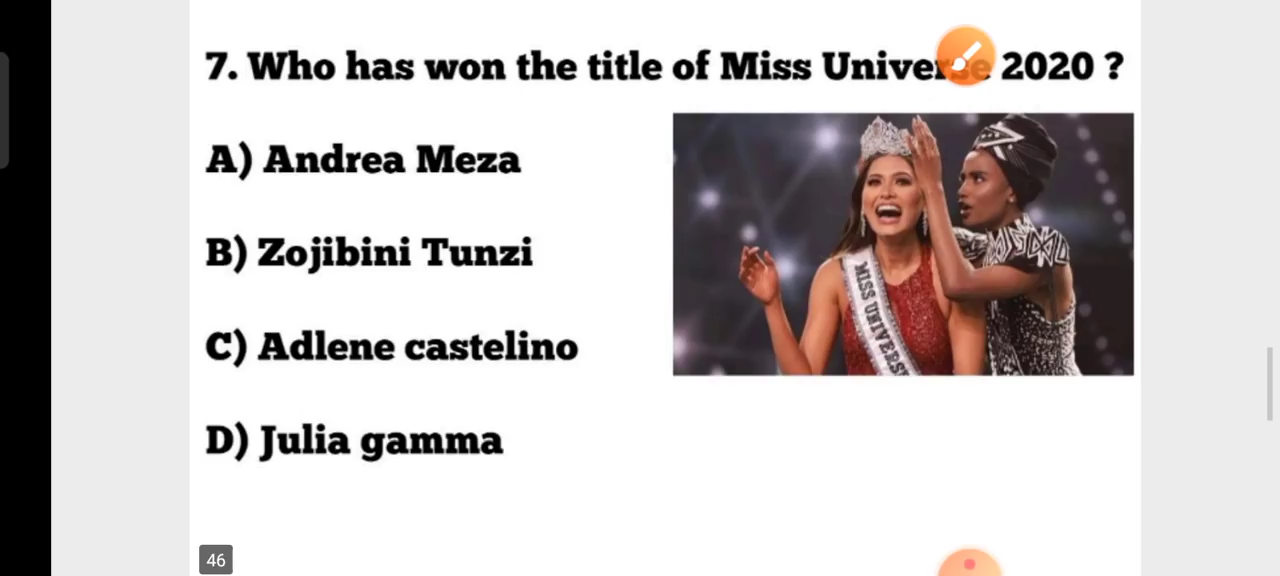 7. Who has won the title of Miss Universe 2020 ?
A) Andrea Meza
B) Zojibini Tunzi
C) Adlene castelino
D) Julia gamma
MISS UNIVERS
46